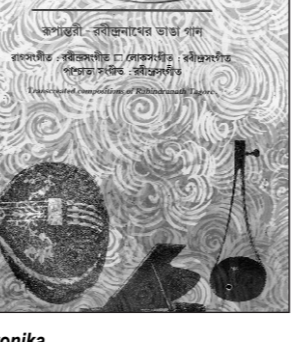 রূপান্তরী - রবীন্দ্রনাথের ভাঙা গান
রাগসংগীত : রবীন্দ্রসংগীত □ লোকসংগীত : রবীন্দ্রসংগীত
পাশ্চাত্য সংগীত : রবীন্দ্রসংগীত
Transcreated compositions of Rabindranath Tagore
onika